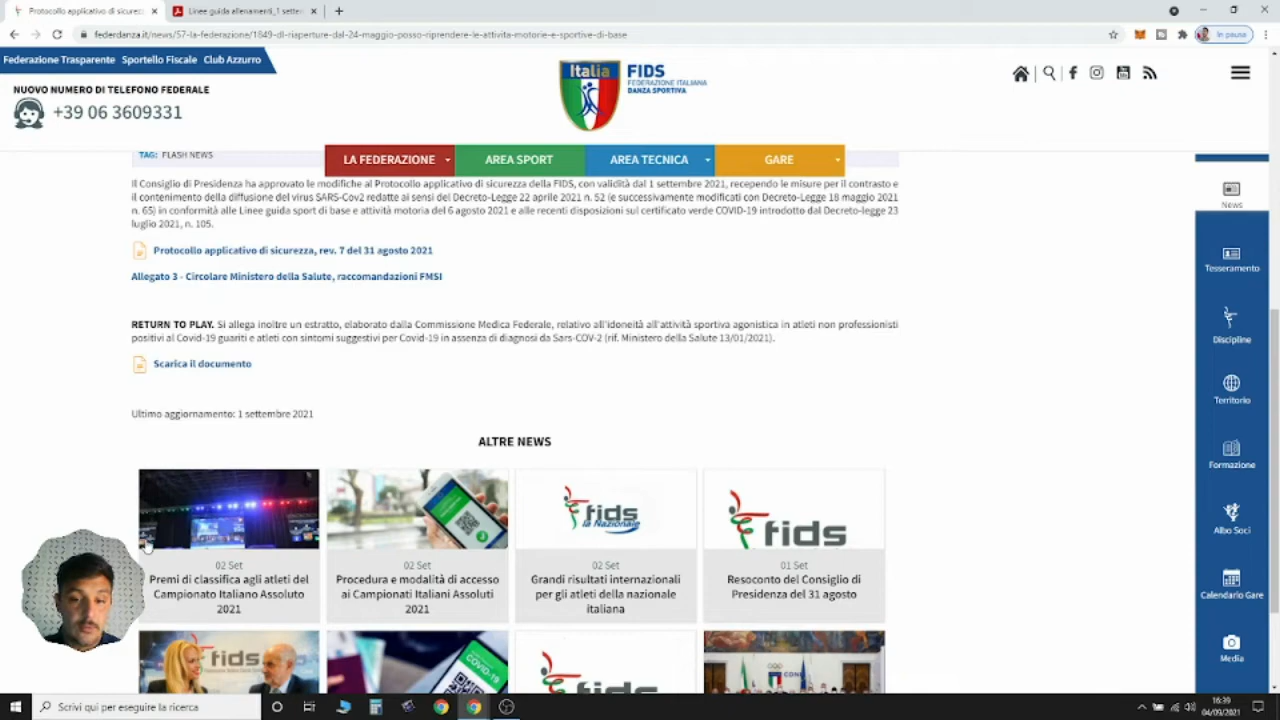 Protocollo applicativo di sicurez
Linee guida allenamenti_1 sette
federdanza.it/news/57-la-federazione/1849-dl-riaperture-dal-24-maggio-posso-riprendere-le-attivita-motorie-e-sportive-di-base
In pausa
Federazione Trasparente Sportello Fiscale Club Azzurro
NUOVO NUMERO DI TELEFONO FEDERALE
+39 06 3609331
Italia
FIDS
FEDERAZIONE ITALIANA
DANZA SPORTIVA
LA FEDERAZIONE AREA SPORT AREA TECNICA GARE
TAG: FLASH NEWS
Il Consiglio di Presidenza ha approvato le modifiche al Protocollo applicativo di sicurezza della FIDS, con validità dal 1 settembre 2021, recependo le misure per il contrasto e
il contenimento della diffusione del virus SARS-Cov2 redatte ai sensi del Decreto-Legge 22 aprile 2021 n. 52 (e successivamente modificati con Decreto-Legge 18 maggio 2021
n. 65) in conformità alle Linee guida sport di base e attività motoria del 6 agosto 2021 e alle recenti disposizioni sul certificato verde COVID-19 introdotto dal Decreto-legge 23
luglio 2021, n. 105.
Protocollo applicativo di sicurezza, rev. 7 del 31 agosto 2021
Allegato 3 - Circolare Ministero della Salute, raccomandazioni FMSI
RETURN TO PLAY. Si allega inoltre un estratto, elaborato dalla Commissione Medica Federale, relativo all'idoneità all'attività sportiva agonistica in atleti non professionisti
positivi al Covid-19 guariti e atleti con sintomi suggestivi per Covid-19 in assenza di diagnosi da Sars-COV-2 (rif. Ministero della Salute 13/01/2021).
Scarica il documento
Ultimo aggiornamento: 1 settembre 2021
ALTRE NEWS
fids
la Nazionale
fids
02 Set
Premi di classifica agli atleti del
Campionato Italiano Assoluto
2021
02 Set
Procedura e modalità di accesso
ai Campionati Italiani Assoluti
2021
02 Set
Grandi risultati internazionali
per gli atleti della nazionale
italiana
01 Set
Resoconto del Consiglio di
Presidenza del 31 agosto
fids
COVID-19
fids
CONI
News
Tesseramento
Discipline
Territorio
Formazione
Albo Soci
Calendario Gare
Media
Scrivi qui per eseguire la ricerca
16:39
04/09/2021